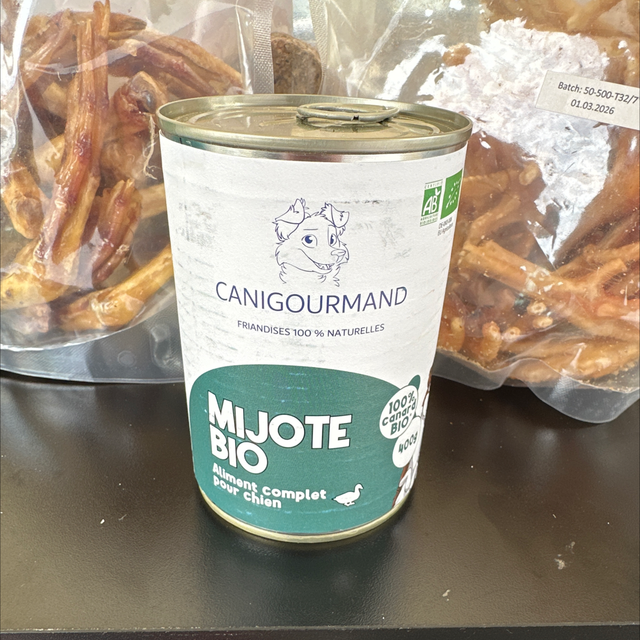 Batch: 50-500-T32/7
01.03.2026
AB
CANIGOURMAND
FRIANDISES 100 % NATURELLES
MIJOTE
BIO
Aliment complet
pour chien
100%
canard
BIO
400g